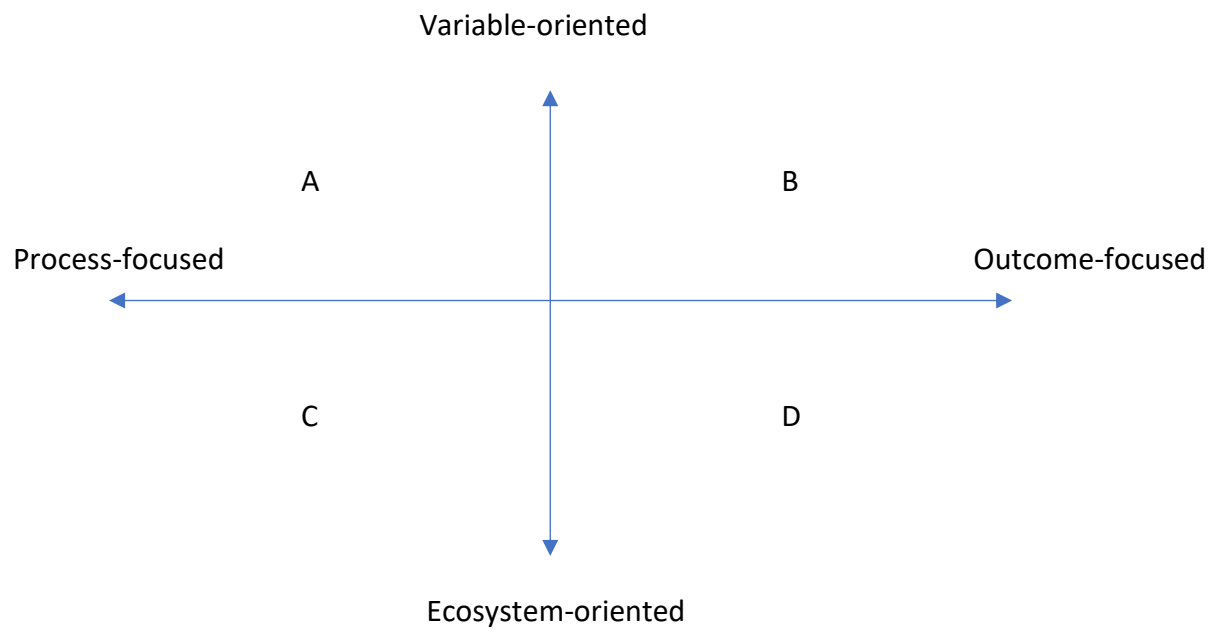 Variable-oriented
A
B
Process-focused
Outcome-focused
C
D
Ecosystem-oriented